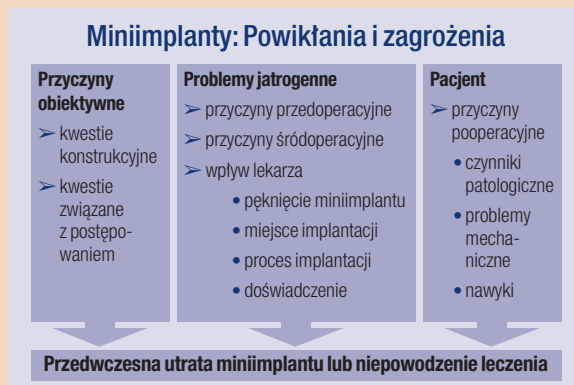 Miniimplanty: Powikłania i zagrożenia
Przyczyny
obiektywne
➢ kwestie
konstrukcyjne
➢ kwestie
związane
z postępo-
waniem
Problemy jatrogenne
➢ przyczyny przedoperacyjne
➢ przyczyny śródoperacyjne
➢ wpływ lekarza
• pęknięcie miniimplantu
• miejsce implantacji
• proces implantacji
• doświadczenie
Pacjent
➢ przyczyny
pooperacyjne
• czynniki
patologiczne
• problemy
mecha-
niczne
• nawyki
Przedwczesna utrata miniimplantu lub niepowodzenie leczenia